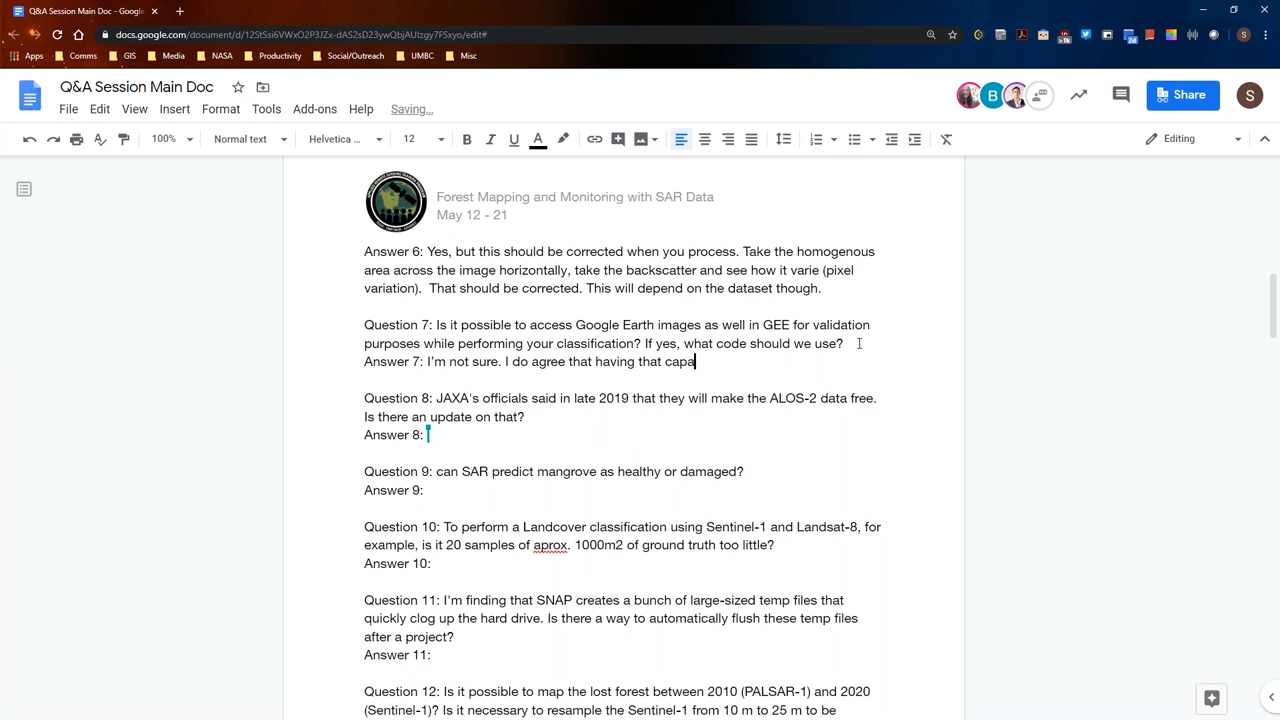 Q&A Session Main Doc - Google
docs.google.com/document/d/12StSsi6VWxO2P3JZx-dAS2sD23ywQbjAUIzgy7FSxyo/edit#
Apps Comms GIS Media NASA Productivity Social/Outreach UMBC Misc
Q&A Session Main Doc
File Edit View Insert Format Tools Add-ons Help Saving...
B Share S
100% Normal text Helvetica ... 12 B I U A Editing
Forest Mapping and Monitoring with SAR Data
May 12 - 21
Answer 6: Yes, but this should be corrected when you process. Take the homogenous
area across the image horizontally, take the backscatter and see how it varie (pixel
variation). That should be corrected. This will depend on the dataset though.
Question 7: Is it possible to access Google Earth images as well in GEE for validation
purposes while performing your classification? If yes, what code should we use?
Answer 7: I'm not sure. I do agree that having that capa
Question 8: JAXA's officials said in late 2019 that they will make the ALOS-2 data free.
Is there an update on that?
Answer 8:
Question 9: can SAR predict mangrove as healthy or damaged?
Answer 9:
Question 10: To perform a Landcover classification using Sentinel-1 and Landsat-8, for
example, is it 20 samples of aprox. 1000m2 of ground truth too little?
Answer 10:
Question 11: I'm finding that SNAP creates a bunch of large-sized temp files that
quickly clog up the hard drive. Is there a way to automatically flush these temp files
after a project?
Answer 11:
Question 12: Is it possible to map the lost forest between 2010 (PALSAR-1) and 2020
(Sentinel-1)? Is it necessary to resample the Sentinel-1 from 10 m to 25 m to be